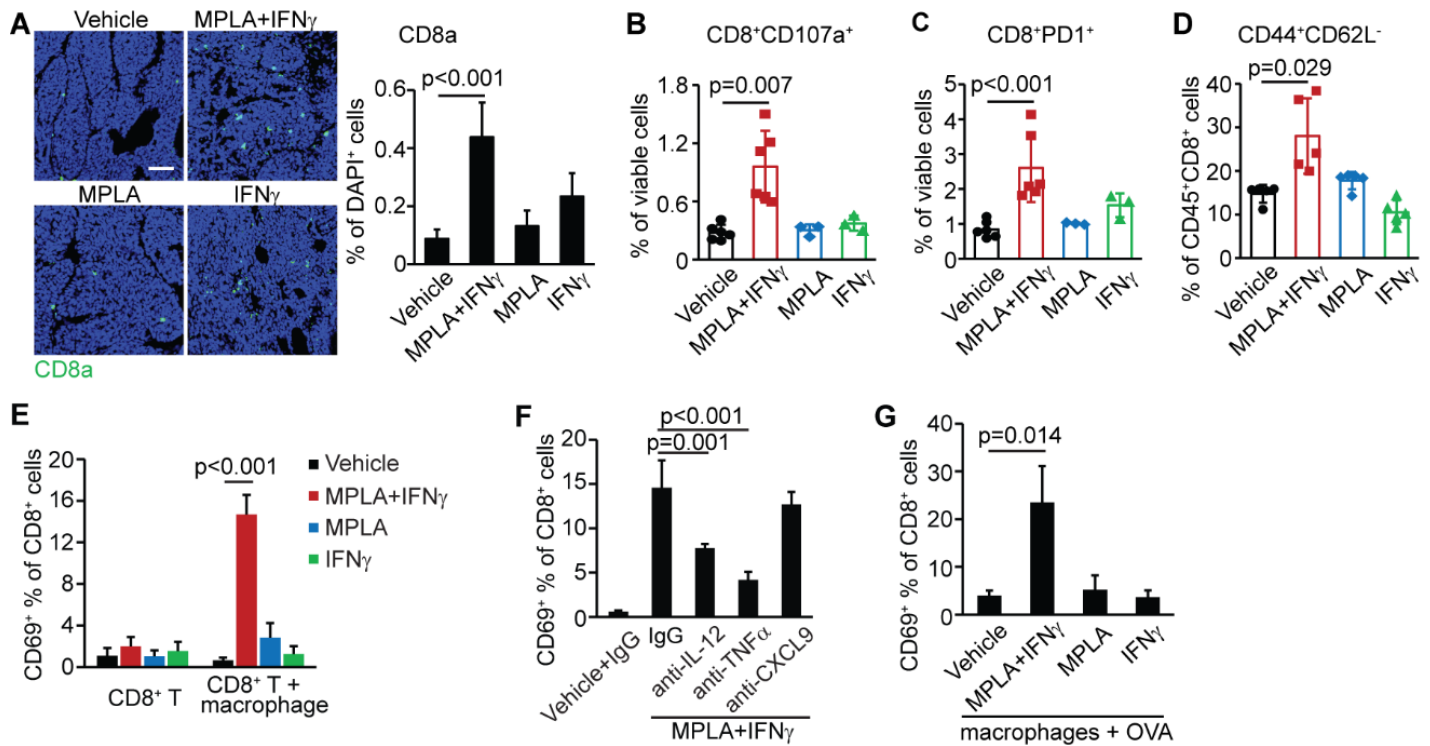 A
Vehicle
MPLA+IFNγ
MPLA
IFNγ
CD8a
CD8a
p<0.001
% of DAPI⁺ cells
0.6
0.4
0.2
0
Vehicle
MPLA+IFNγ
MPLA
IFNγ
B
CD8⁺CD107a⁺
p=0.007
% of viable cells
1.8
1.2
0.6
0
Vehicle
MPLA+IFNγ
MPLA
IFNγ
C
CD8⁺PD1⁺
p<0.001
% of viable cells
5
4
3
2
1
0
Vehicle
MPLA+IFNγ
MPLA
IFNγ
D
CD44⁺CD62L⁻
p=0.029
% of CD45⁺CD8⁺ cells
40
30
20
10
0
Vehicle
MPLA+IFNγ
MPLA
IFNγ
E
CD69⁺ % of CD8⁺ cells
20
16
12
8
4
0
p<0.001
Vehicle
MPLA+IFNγ
MPLA
IFNγ
CD8⁺ T
CD8⁺ T +
macrophage
F
p<0.001
p=0.001
CD69⁺ % of CD8⁺ cells
20
15
10
5
0
Vehicle+IgG
IgG
anti-IL-12
anti-TNFα
anti-CXCL9
MPLA+IFNγ
G
p=0.014
CD69⁺ % of CD8⁺ cells
40
30
20
10
0
Vehicle
MPLA+IFNγ
MPLA
IFNγ
macrophages + OVA